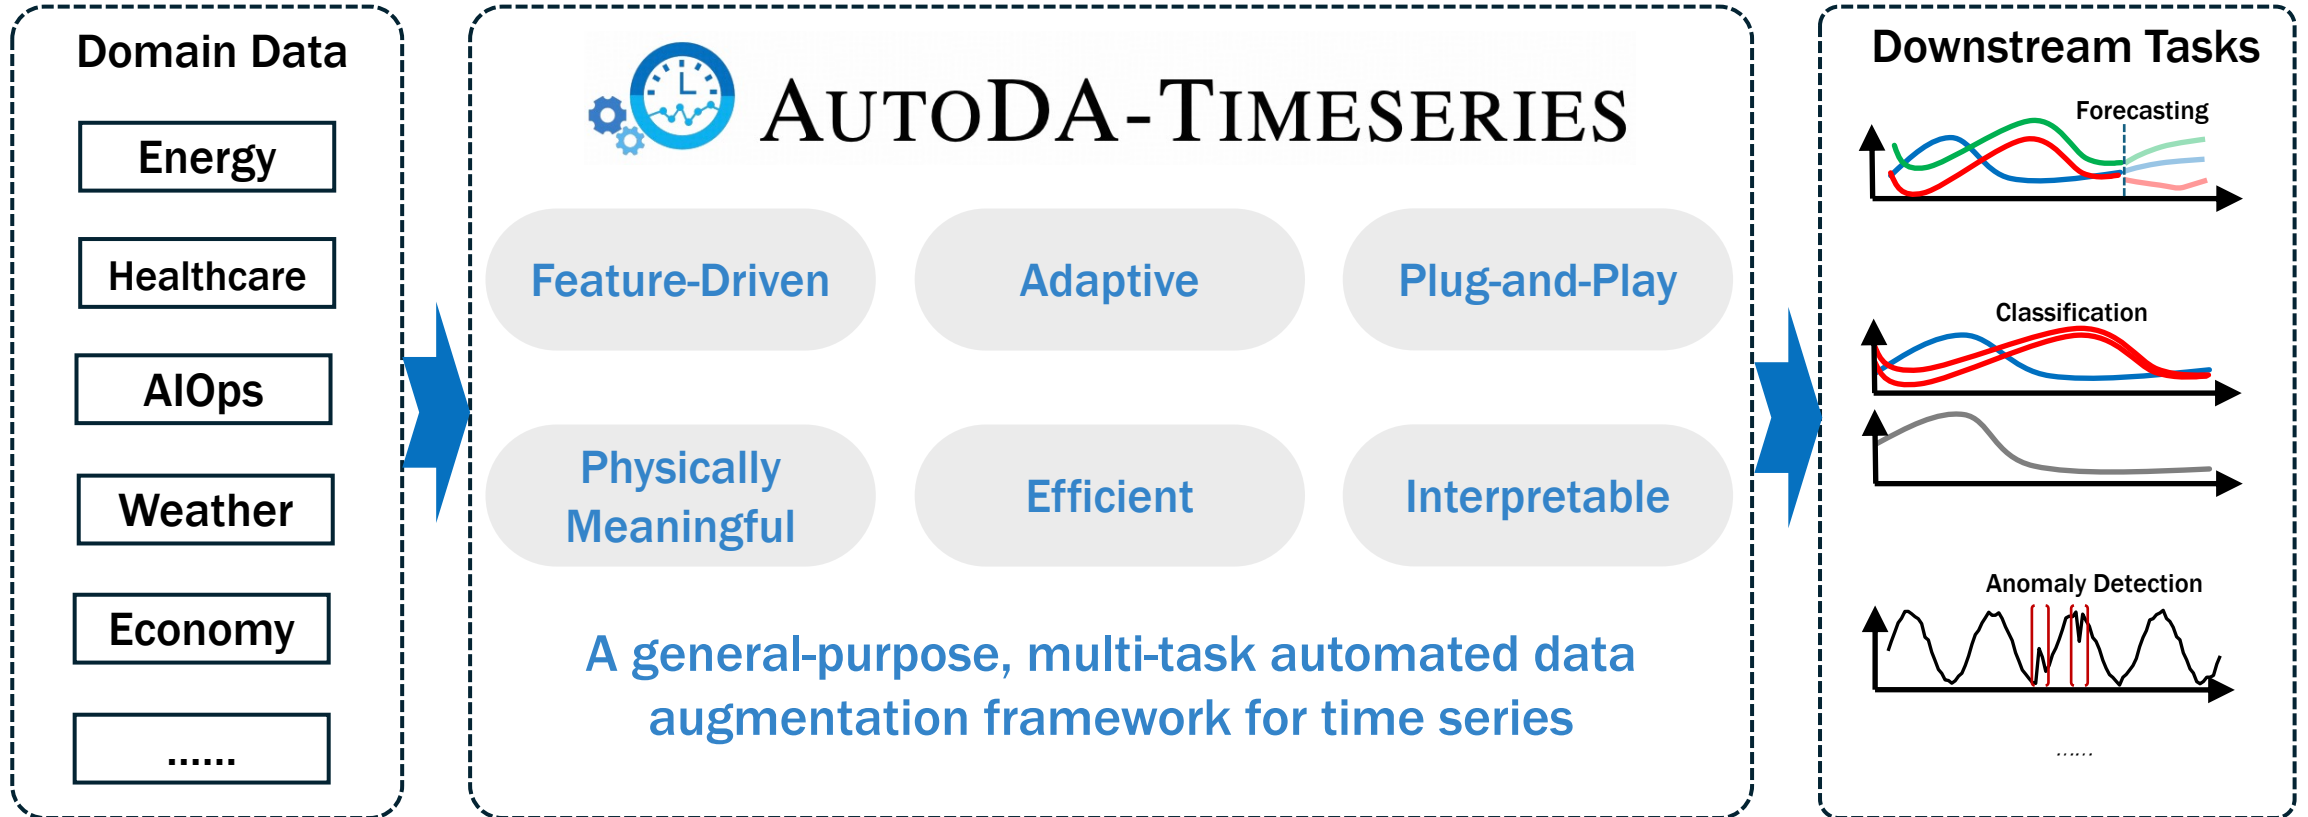 Domain Data
Energy
Healthcare
AIOps
Weather
Economy
......
AUTODA-TIMESERIES
Feature-Driven
Adaptive
Plug-and-Play
Physically
Meaningful
Efficient
Interpretable
A general-purpose, multi-task automated data
augmentation framework for time series
Downstream Tasks
Forecasting
Classification
Anomaly Detection
......